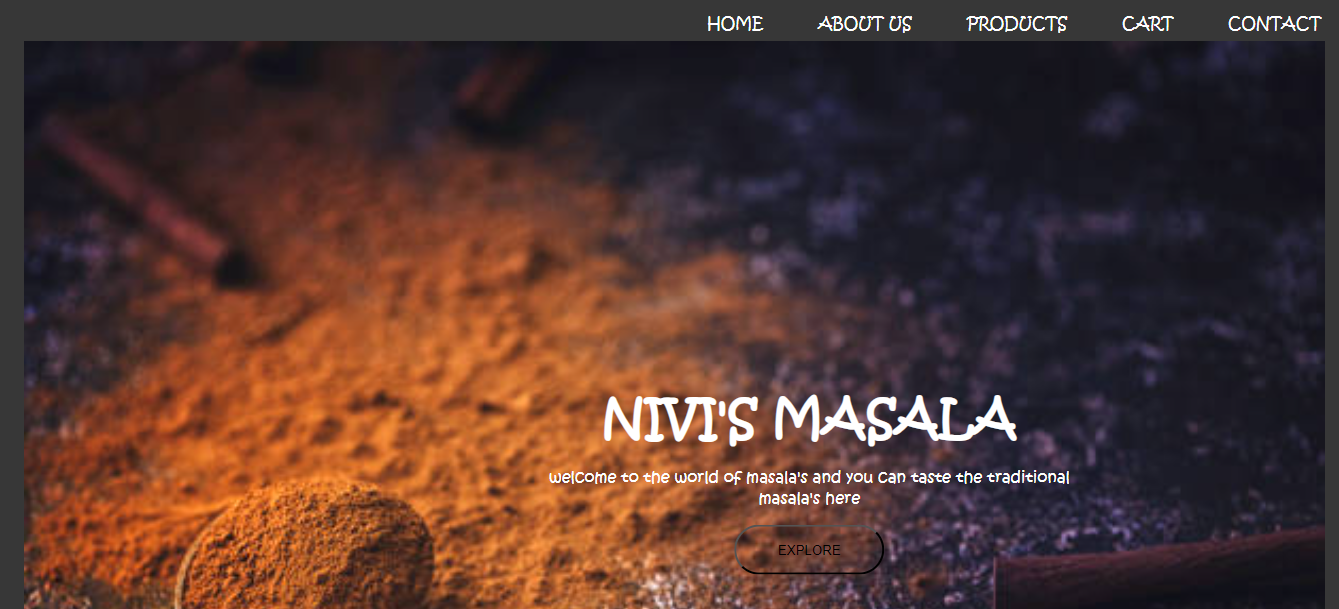 HOME ABOUT US PRODUCTS CART CONTACT
NIVI'S MASALA
welcome to the world of masala's and you can taste the traditional
masala's here
EXPLORE